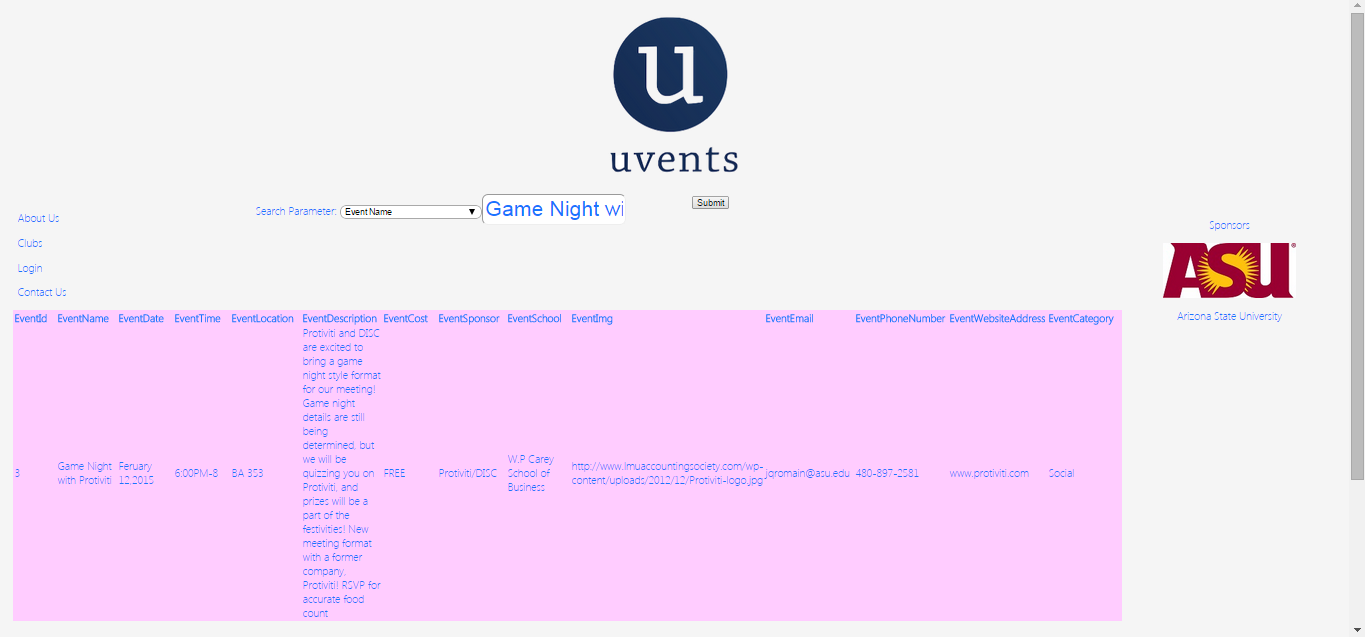 u
uvents
Search Parameter: Event Name Game Night wi Submit
About Us
Clubs
Login
Contact Us
Sponsors
ASU®
Arizona State University
EventId EventName EventDate EventTime EventLocation EventDescription EventCost EventSponsor EventSchool EventImg EventEmail EventPhoneNumber EventWebsiteAddress EventCategory
3
Game Night
with Protiviti
Feruary
12,2015
6:00PM-8
BA 353
Protiviti and DISC
are excited to
bring a game
night style format
for our meeting!
Game night
details are still
being
determined, but
we will be
quizzing you on
Protiviti, and
prizes will be a
part of the
festivities! New
meeting format
with a former
company,
Protiviti! RSVP for
accurate food
count
FREE
Protiviti/DISC
W.P Carey
School of
Business
http://www.lmuaccountingsociety.com/wp-
content/uploads/2012/12/Protiviti-logo.jpg
jqromain@asu.edu
480-897-2581
www.protiviti.com
Social